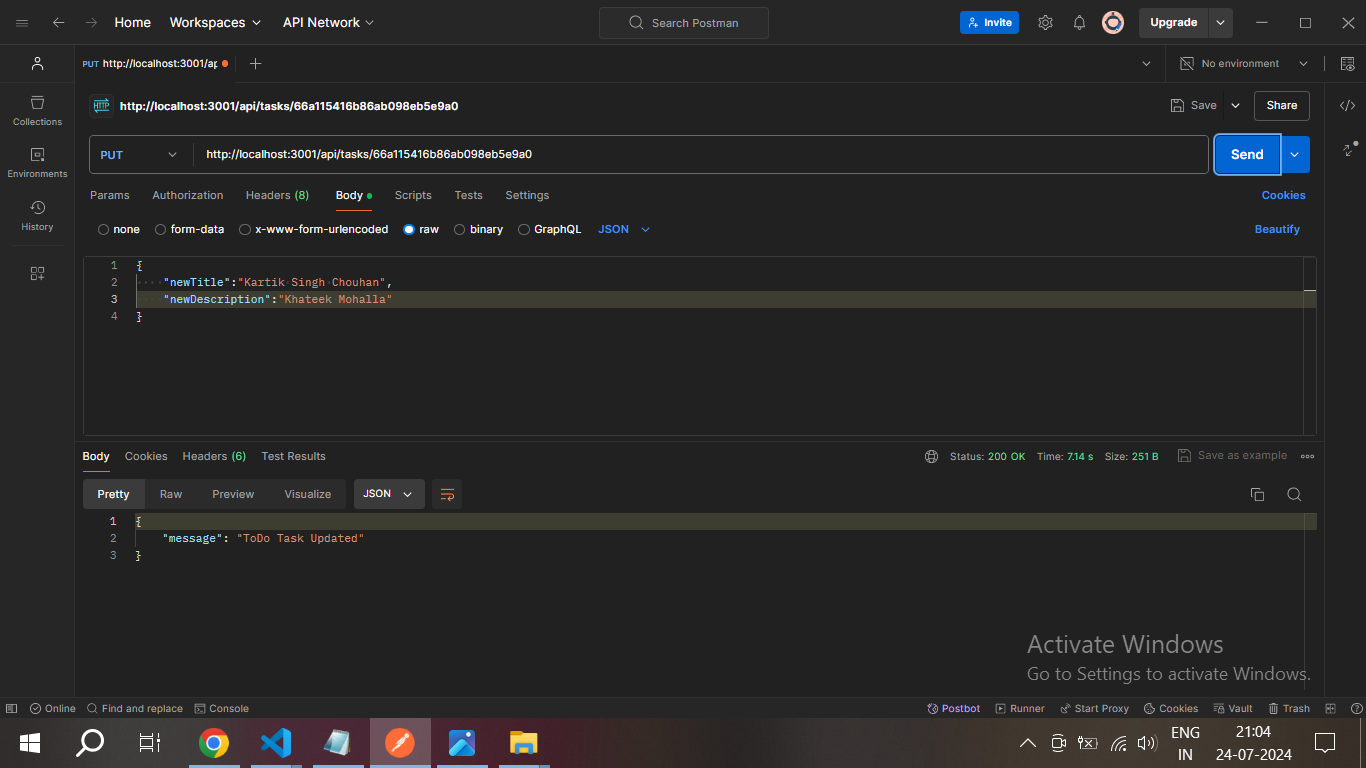 Home Workspaces API Network Search Postman Invite Upgrade
PUT http://localhost:3001/ap No environment
HTTP http://localhost:3001/api/tasks/66a115416b86ab098eb5e9a0 Save Share
Collections
PUT http://localhost:3001/api/tasks/66a115416b86ab098eb5e9a0 Send
Environments
Params Authorization Headers (8) Body Scripts Tests Settings Cookies
History
none form-data x-www-form-urlencoded raw binary GraphQL JSON Beautify
1 {
2 "newTitle":"Kartik Singh Chouhan",
3 "newDescription":"Khateek Mohalla"
4 }
Body Cookies Headers (6) Test Results Status: 200 OK Time: 7.14 s Size: 251 B Save as example
Pretty Raw Preview Visualize JSON
1 {
2 "message": "ToDo Task Updated"
3 }
Activate Windows
Go to Settings to activate Windows.
Online Find and replace Console Postbot Runner Start Proxy Cookies Vault Trash
ENG 21:04
IN 24-07-2024